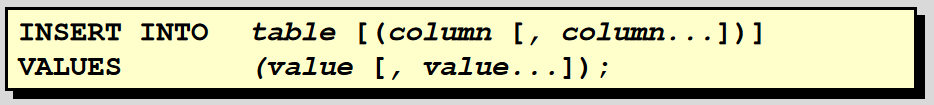 INSERT INTO table [(column [, column...])]
VALUES (value [, value...]);